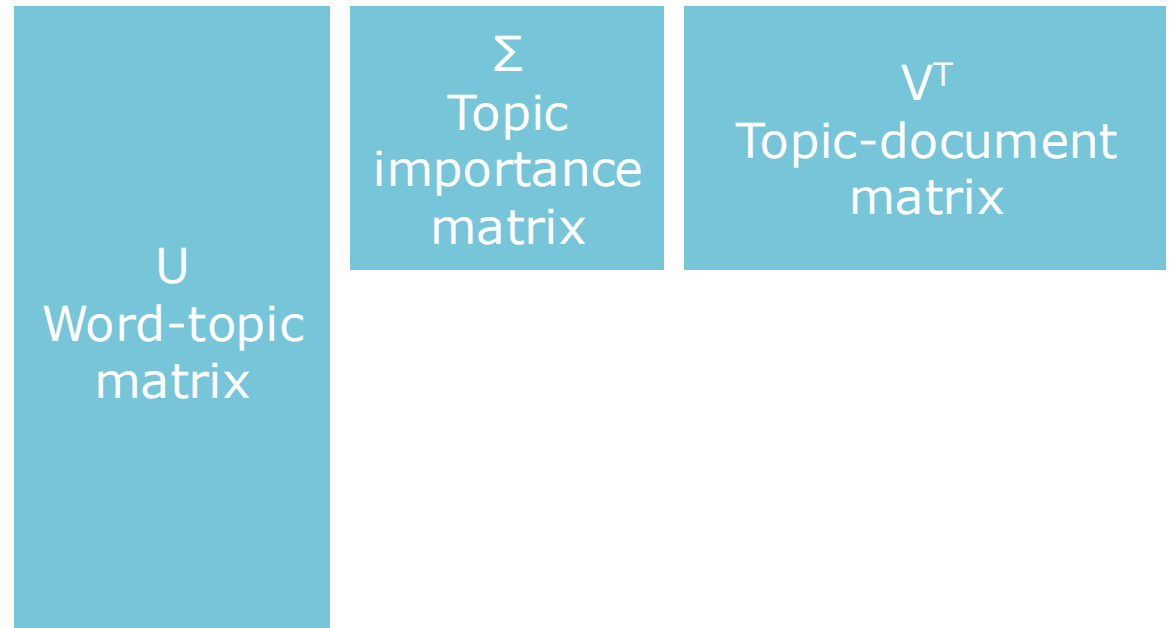 U
Word-topic
matrix
Σ
Topic
importance
matrix
Vᵀ
Topic-document
matrix